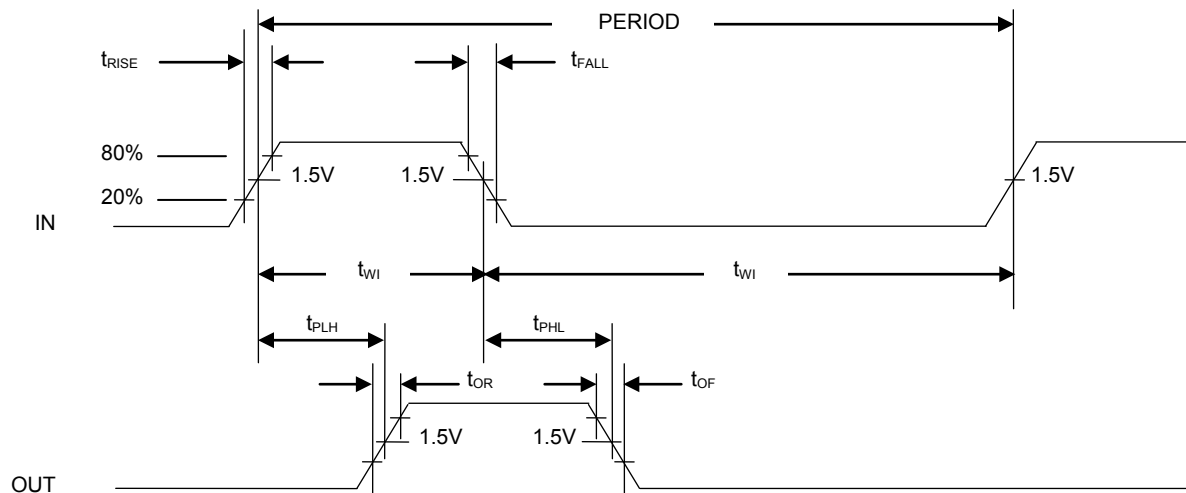 PERIOD
tRISE
tFALL
80%
1.5V
1.5V
1.5V
20%
IN
tWI
tWI
tPLH
tPHL
tOR
tOF
1.5V
1.5V
OUT